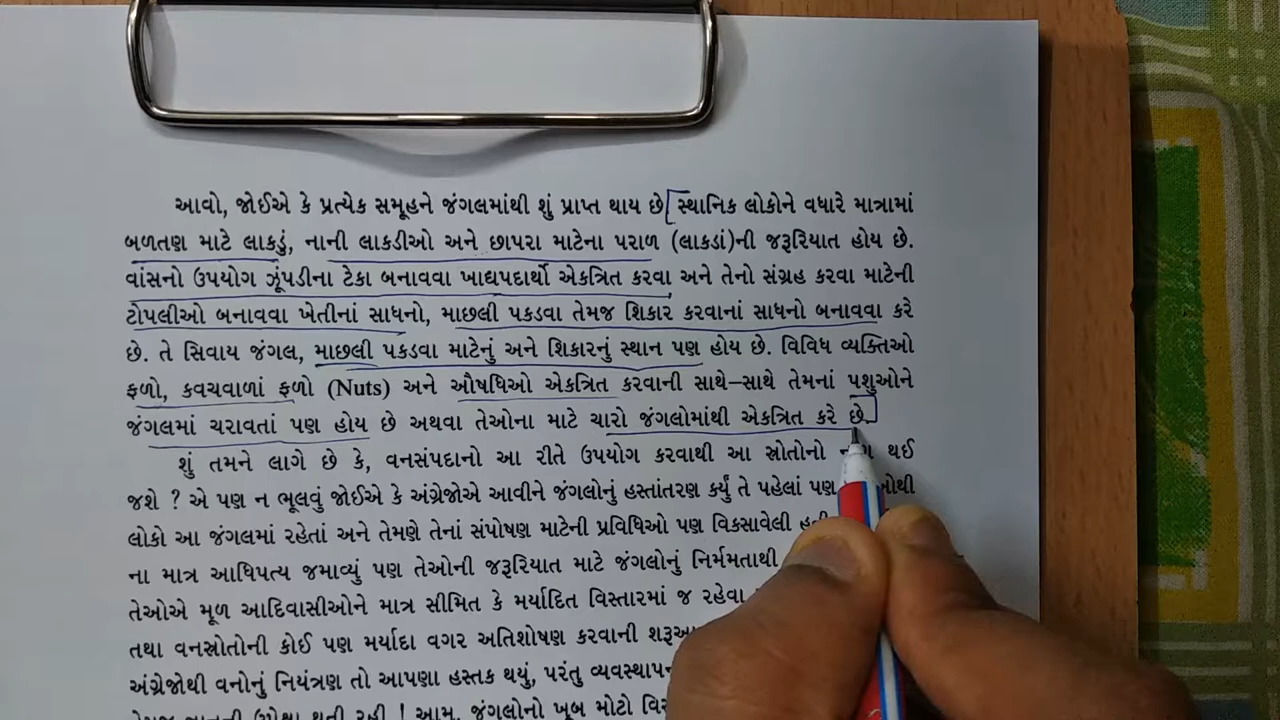 આવો, જોઈએ કે પ્રત્યેક સમૂહને જંગલમાંથી શું પ્રાપ્ત થાય છે સ્થાનિક લોકોને વધારે માત્રામાં
બળતણ માટે લાકડું, નાની લાકડીઓ અને છાપરા માટેના પરાળ (લાકડાં)ની જરૂરિયાત હોય છે.
વાંસનો ઉપયોગ ઝૂંપડીના ટેકા બનાવવા ખાદ્યપદાર્થો એકત્રિત કરવા અને તેનો સંગ્રહ કરવા માટેની
ટોપલીઓ બનાવવા ખેતીનાં સાધનો, માછલી પકડવા તેમજ શિકાર કરવાનાં સાધનો બનાવવા કરે
છે. તે સિવાય જંગલ, માછલી પકડવા માટેનું અને શિકારનું સ્થાન પણ હોય છે. વિવિધ વ્યક્તિઓ
ફળો, કવચવાળાં ફળો (Nuts) અને ઔષધિઓ એકત્રિત કરવાની સાથે–સાથે તેમનાં પશુઓને
જંગલમાં ચરાવતાં પણ હોય છે અથવા તેઓના માટે ચારો જંગલોમાંથી એકત્રિત કરે છે.
શું તમને લાગે છે કે, વનસંપદાનો આ રીતે ઉપયોગ કરવાથી આ સ્રોતોનો થઈ
જશે ? એ પણ ન ભૂલવું જોઈએ કે અંગ્રેજોએ આવીને જંગલોનું હસ્તાંતરણ કર્યું તે પહેલાં પણ
લોકો આ જંગલમાં રહેતાં અને તેમણે તેનાં સંપોષણ માટેની પ્રવિધિઓ પણ વિકસાવેલી
ના માત્ર આધિપત્ય જમાવ્યું પણ તેઓની જરૂરિયાત માટે જંગલોનું નિર્મમતાથી
તેઓએ મૂળ આદિવાસીઓને માત્ર સીમિત કે મર્યાદિત વિસ્તારમાં જ રહેવા
તથા વનસ્રોતોની કોઈ પણ મર્યાદા વગર અતિશોષણ કરવાની
અંગ્રેજોથી વનોનું નિયંત્રણ તો આપણા હસ્તક થયું, પરંતુ
થતી રહી ! આમ, જંગલોનો ખૂબ મોટો